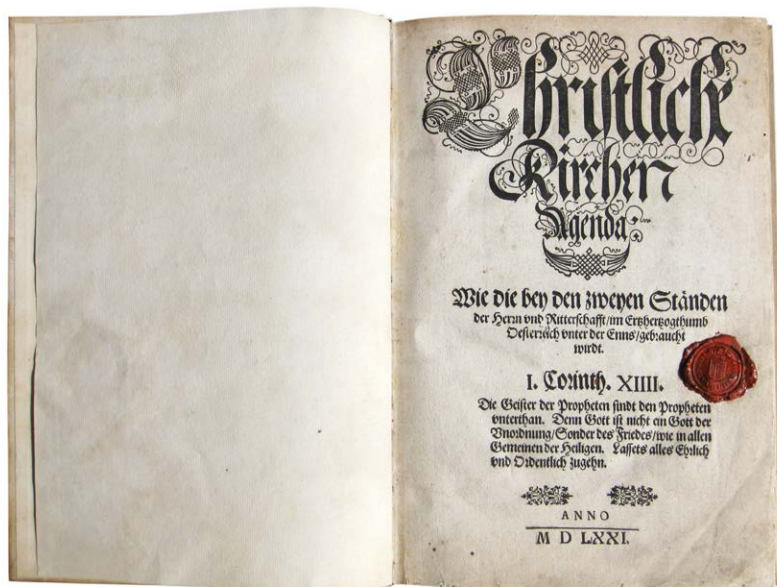 Christliche
Kirchen
Agenda:
Wie die bey den zweyen Ständen
der Herrn vnd Ritterschafft/im Ertzhertzogthumb
Oesterreich vnter der Enns/gebraucht
wirdt.
I. Corinth. XIIII.
Die Geister der Propheten sindt den Propheten
vnterthan. Denn Gott ist nicht ein Gott der
Vnordnung/Sonder des Friedes/wie in allen
Gemeinen der Heiligen. Lassets alles Ehrlich
vnd Ordentlich zugehn.
ANNO
M D LXXI.